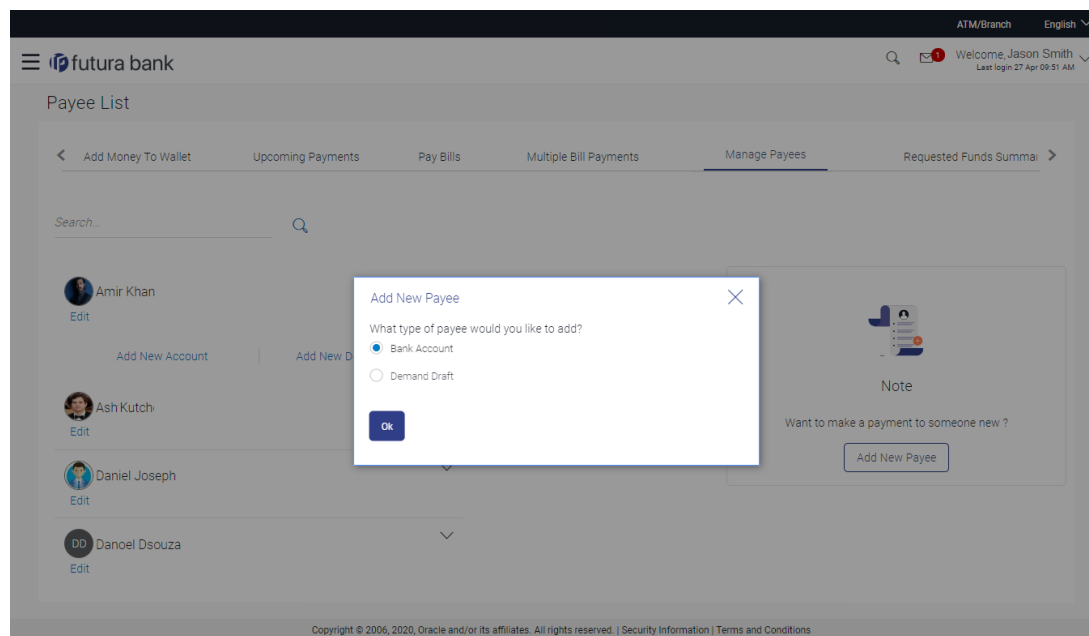 ATM/Branch English
futura bank
1
Welcome, Jason Smith
Last login 27 Apr 09:51 AM
Payee List
Add Money To Wallet Upcoming Payments Pay Bills Multiple Bill Payments Manage Payees Requested Funds Summar
Search...
Amir Khan
Edit
Add New Account Add New D
Ash Kutch
Edit
Daniel Joseph
Edit
DD Danoel Dsouza
Edit
Add New Payee
What type of payee would you like to add?
Bank Account
Demand Draft
Ok
Note
Want to make a payment to someone new ?
Add New Payee
Copyright © 2006, 2020, Oracle and/or its affiliates. All rights reserved. | Security Information | Terms and Conditions